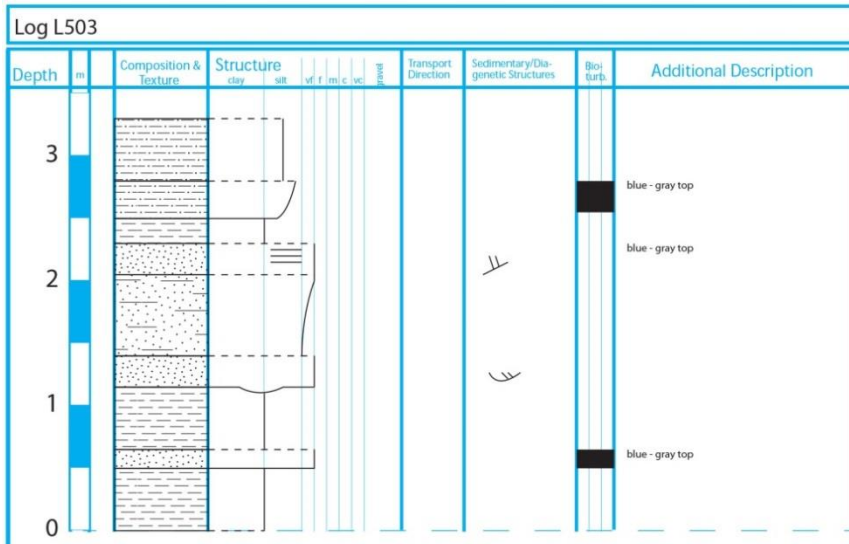 Log L503
Depth m Composition & Texture Structure clay silt vf f m c vc gravel Transport Direction Sedimentary/Dia-genetic Structures Bio-turb. Additional Description
3
blue - gray top
blue - gray top
2
1
blue - gray top
0